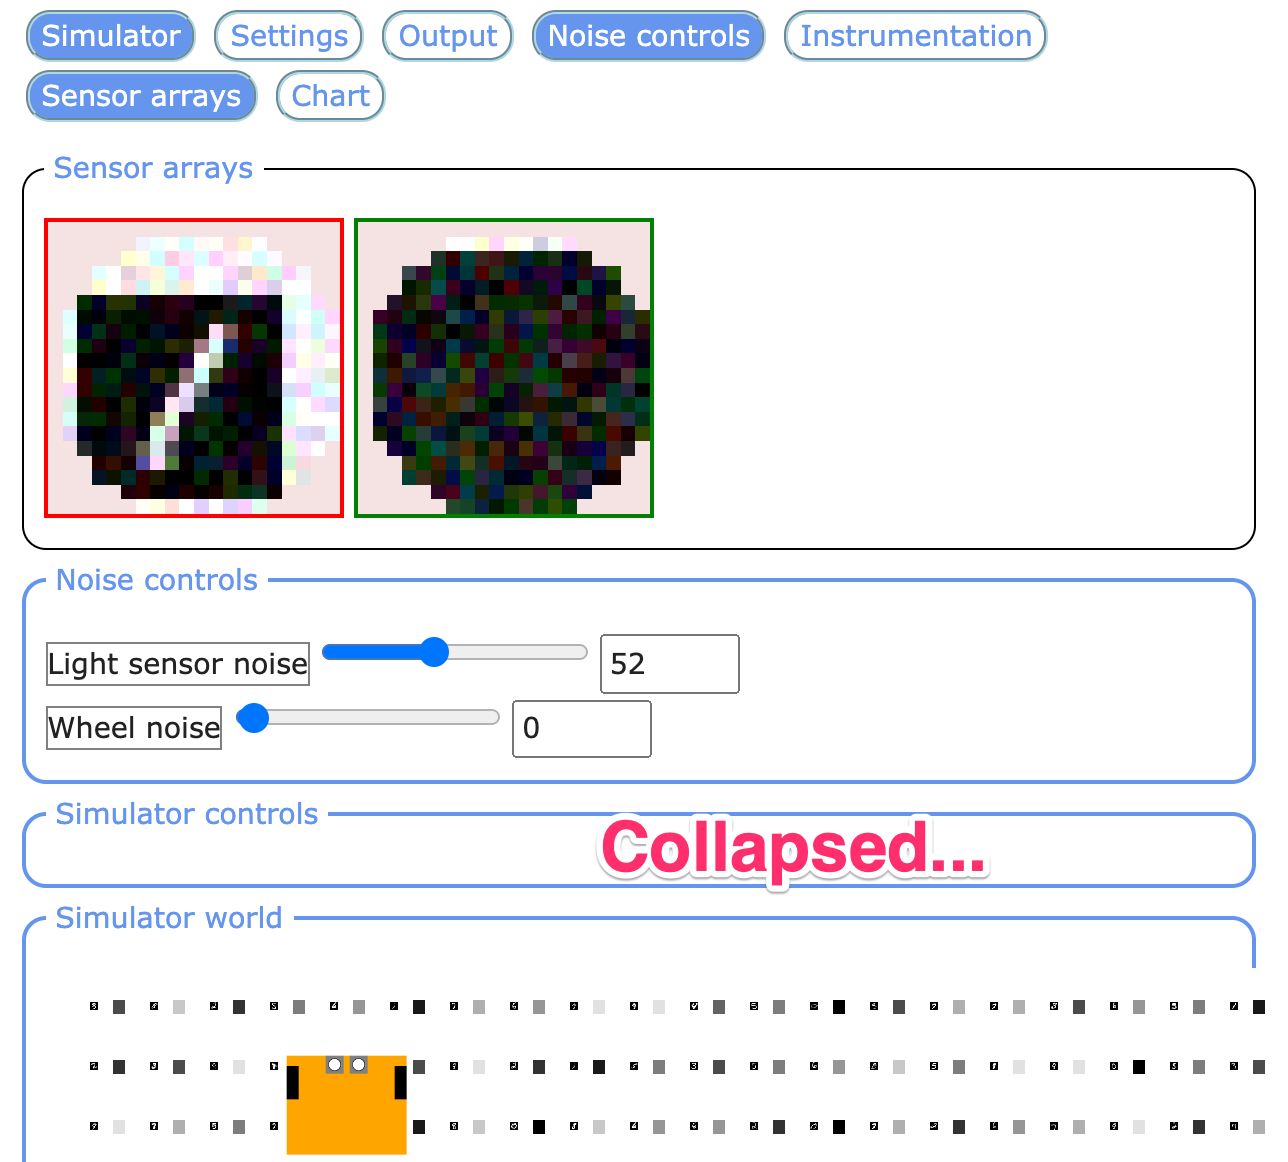 Simulator Settings Output Noise controls Instrumentation
Sensor arrays Chart
Sensor arrays
Noise controls
Light sensor noise 52
Wheel noise 0
Simulator controls
Collapsed...
Simulator world